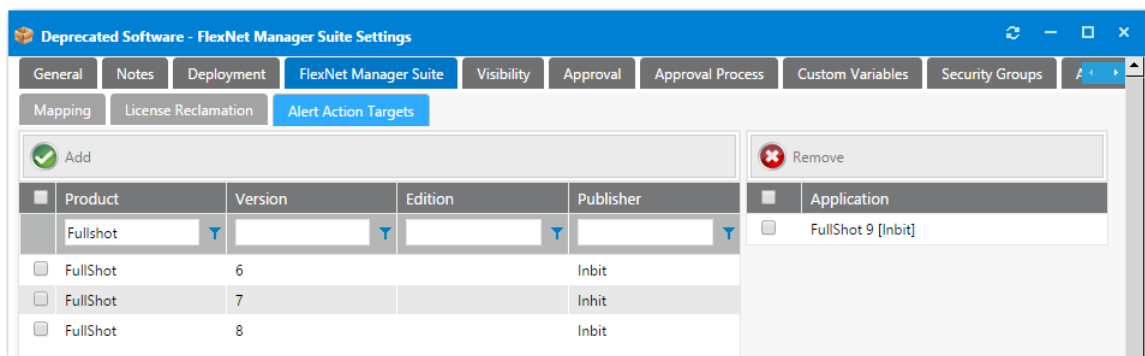 Deprecated Software - FlexNet Manager Suite Settings
General Notes Deployment FlexNet Manager Suite Visibility Approval Approval Process Custom Variables Security Groups
Mapping License Reclamation Alert Action Targets
Add Remove
Product Version Edition Publisher Application
Fullshot FullShot 9 [Inbit]
FullShot 6 Inbit
FullShot 7 Inhit
FullShot 8 Inbit